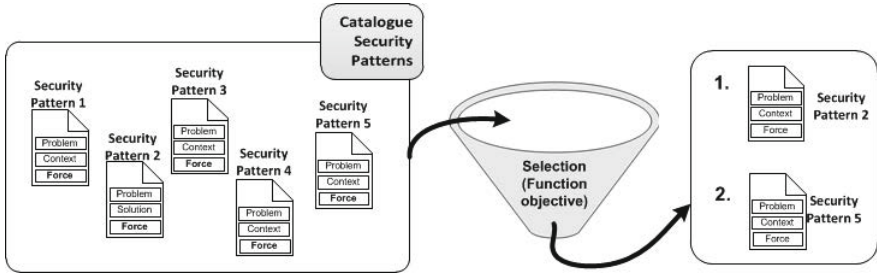 Catalogue
Security
Patterns
Security
Pattern 1
Problem
Context
Force
Security
Pattern 2
Problem
Solution
Force
Security
Pattern 3
Problem
Context
Force
Security
Pattern 4
Problem
Context
Force
Security
Pattern 5
Problem
Context
Force
Selection
(Function
objective)
1.
Problem
Context
Force
Security
Pattern 2
2.
Problem
Context
Force
Security
Pattern 5